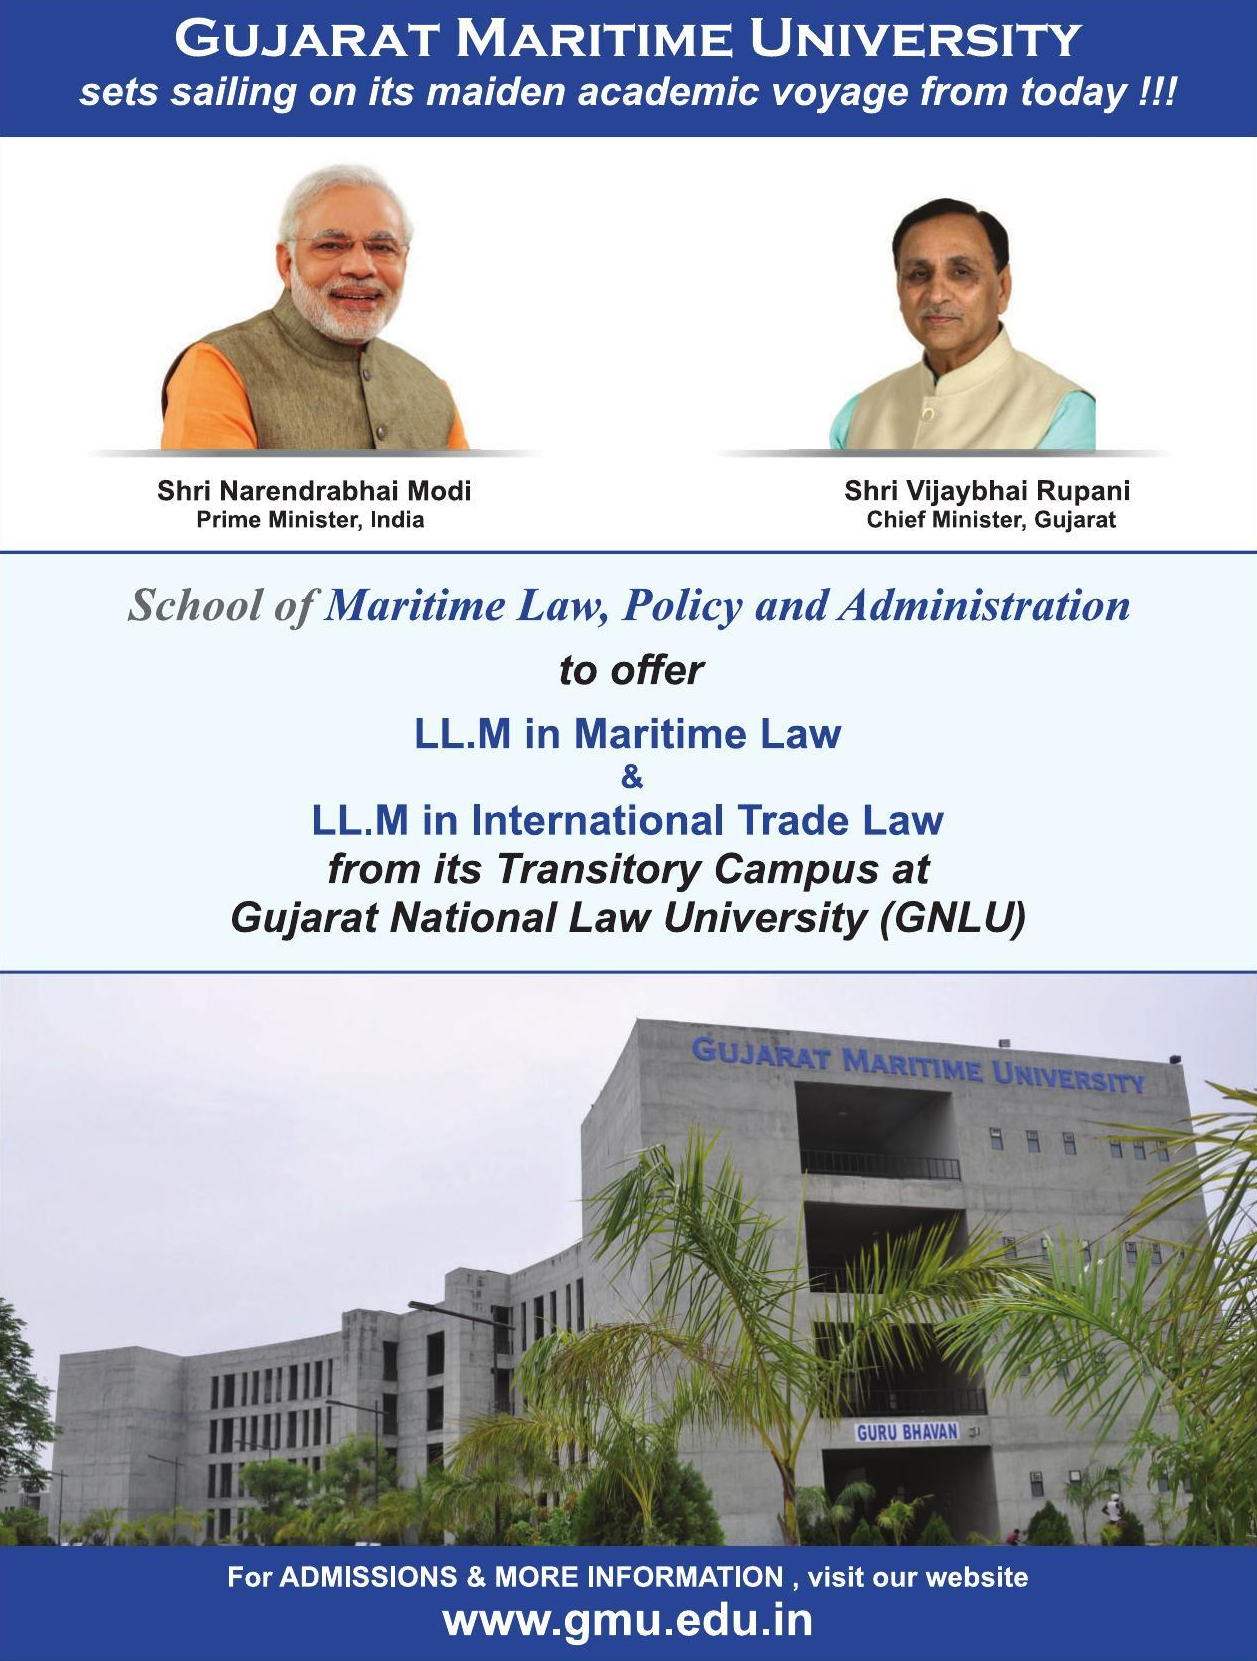 GUJARAT MARITIME UNIVERSITY
sets sailing on its maiden academic voyage from today !!!
Shri Narendrabhai Modi
Prime Minister, India
Shri Vijaybhai Rupani
Chief Minister, Gujarat
School of Maritime Law, Policy and Administration
to offer
LL.M in Maritime Law
&
LL.M in International Trade Law
from its Transitory Campus at
Gujarat National Law University (GNLU)
GUJARAT MARITIME UNIVERSITY
GURU BHAVAN
For ADMISSIONS & MORE INFORMATION , visit our website
www.gmu.edu.in